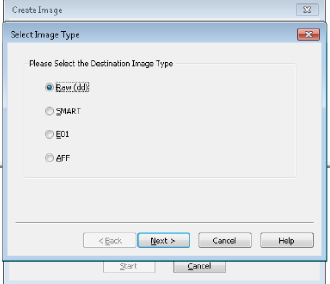 Create Image
Select Image Type
Please Select the Destination Image Type
Raw (dd)
SMART
E01
AFF
< Back Next > Cancel Help
Start Cancel